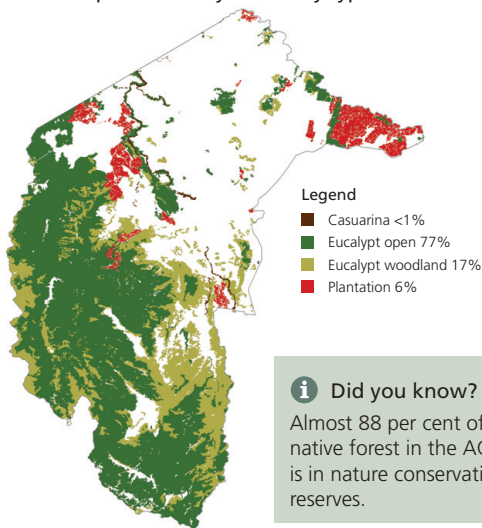 Legend
Casuarina <1%
Eucalypt open 77%
Eucalypt woodland 17%
Plantation 6%
i Did you know?
Almost 88 per cent of
native forest in the
is in nature
reserves.